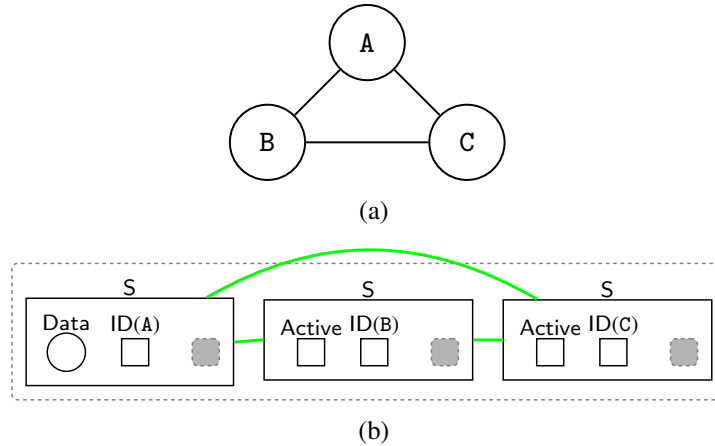 A
B C
(a)
S S S
Data ID(A) Active ID(B) Active ID(C)
(b)